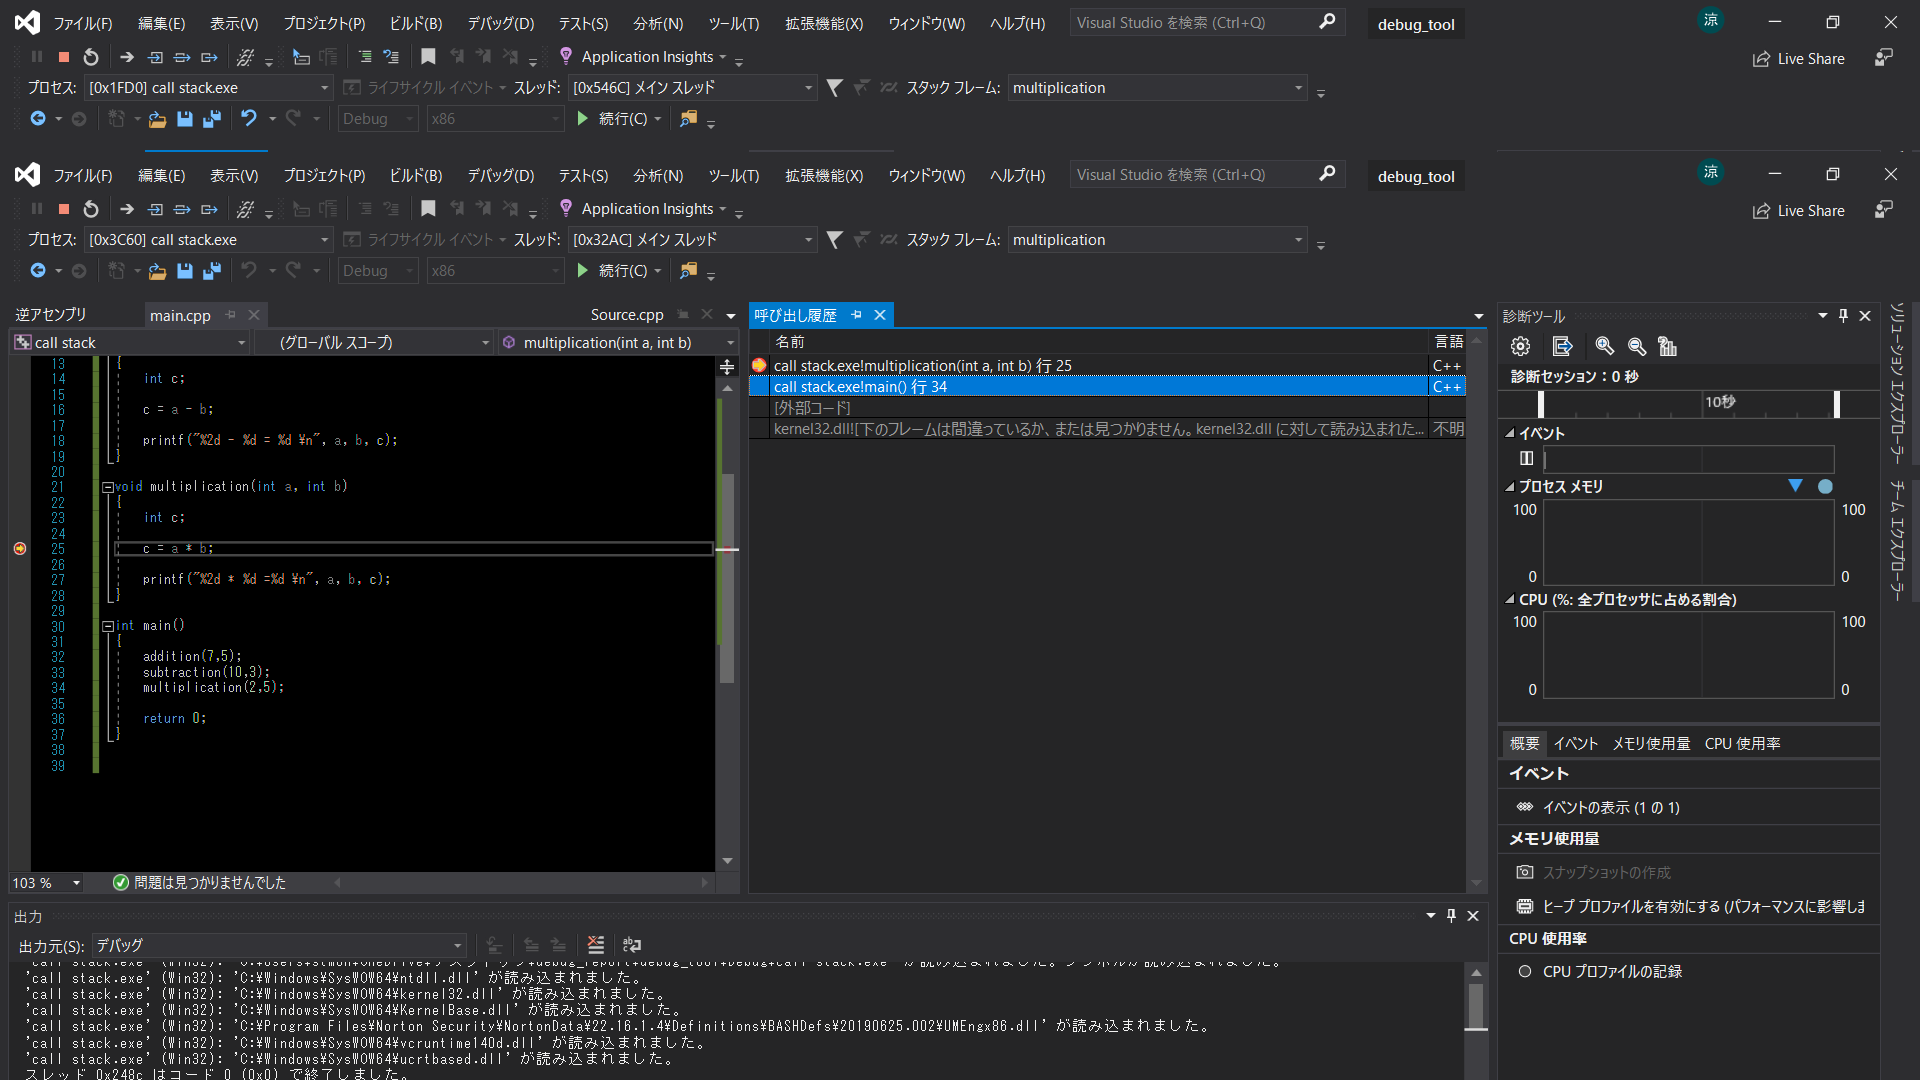 ファイル(F) 編集(E) 表示(V) プロジェクト(P) ビルド(B) デバッグ(D) テスト(S) 分析(N) ツール(T) 拡張機能(X) ウィンドウ(W) ヘルプ(H) Visual Studio を検索 (Ctrl+Q) debug_tool 涼
Application Insights Live Share
プロセス: [0x1FD0] call stack.exe ライフサイクル イベント スレッド: [0x546C] メイン スレッド スタック フレーム: multiplication
Debug x86 続行(C)
ファイル(F) 編集(E) 表示(V) プロジェクト(P) ビルド(B) デバッグ(D) テスト(S) 分析(N) ツール(T) 拡張機能(X) ウィンドウ(W) ヘルプ(H) Visual Studio を検索 (Ctrl+Q) debug_tool 涼
Application Insights Live Share
プロセス: [0x3C60] call stack.exe ライフサイクル イベント スレッド: [0x32AC] メイン スレッド スタック フレーム: multiplication
Debug x86 続行(C)
逆アセンブリ main.cpp Source.cpp
call stack (グローバル スコープ) multiplication(int a, int b)
13 {
14 int c;
15
16 c = a - b;
17
18 printf("%2d - %d = %d ¥n", a, b, c);
19 }
20
21 void multiplication(int a, int b)
22 {
23 int c;
24
25 c = a * b;
26
27 printf("%2d * %d =%d ¥n", a, b, c);
28 }
29
30 int main()
31 {
32 addition(7,5);
33 subtraction(10,3);
34 multiplication(2,5);
35
36 return 0;
37 }
38
39
103 % 問題は見つかりませんでした
呼び出し履歴
名前 言語
call stack.exe!multiplication(int a, int b) 行 25 C++
call stack.exe!main() 行 34 C++
[外部コード]
kernel32.dll![下のフレームは間違っているか、または見つかりません。kernel32.dll に対して読み込まれた... 不明
診断ツール
診断セッション：0 秒
10秒
イベント
プロセス メモリ
100 100
0 0
CPU (%: 全プロセッサに占める割合)
100 100
0 0
概要 イベント メモリ使用量 CPU 使用率
イベント
イベントの表示 (1 の 1)
メモリ使用量
スナップショットの作成
ヒープ プロファイルを有効にする (パフォーマンスに影響しま
CPU 使用率
CPU プロファイルの記録
ソリューション エクスプローラー
チーム エクスプローラー
出力
出力元(S): デバッグ
'call stack.exe' (Win32): 'C:¥Windows¥SysWOW64¥ntdll.dll' が読み込まれました。
'call stack.exe' (Win32): 'C:¥Windows¥SysWOW64¥kernel32.dll' が読み込まれました。
'call stack.exe' (Win32): 'C:¥Windows¥SysWOW64¥KernelBase.dll' が読み込まれました。
'call stack.exe' (Win32): 'C:¥Program Files¥Norton Security¥NortonData¥22.16.1.4¥Definitions¥BASHDefs¥20190625.002¥UMEngx86.dll' が読み込まれました。
'call stack.exe' (Win32): 'C:¥Windows¥SysWOW64¥vcruntime140d.dll' が読み込まれました。
'call stack.exe' (Win32): 'C:¥Windows¥SysWOW64¥ucrtbased.dll' が読み込まれました。
スレッド 0x248c はコード 0 (0x0) で終了しました。